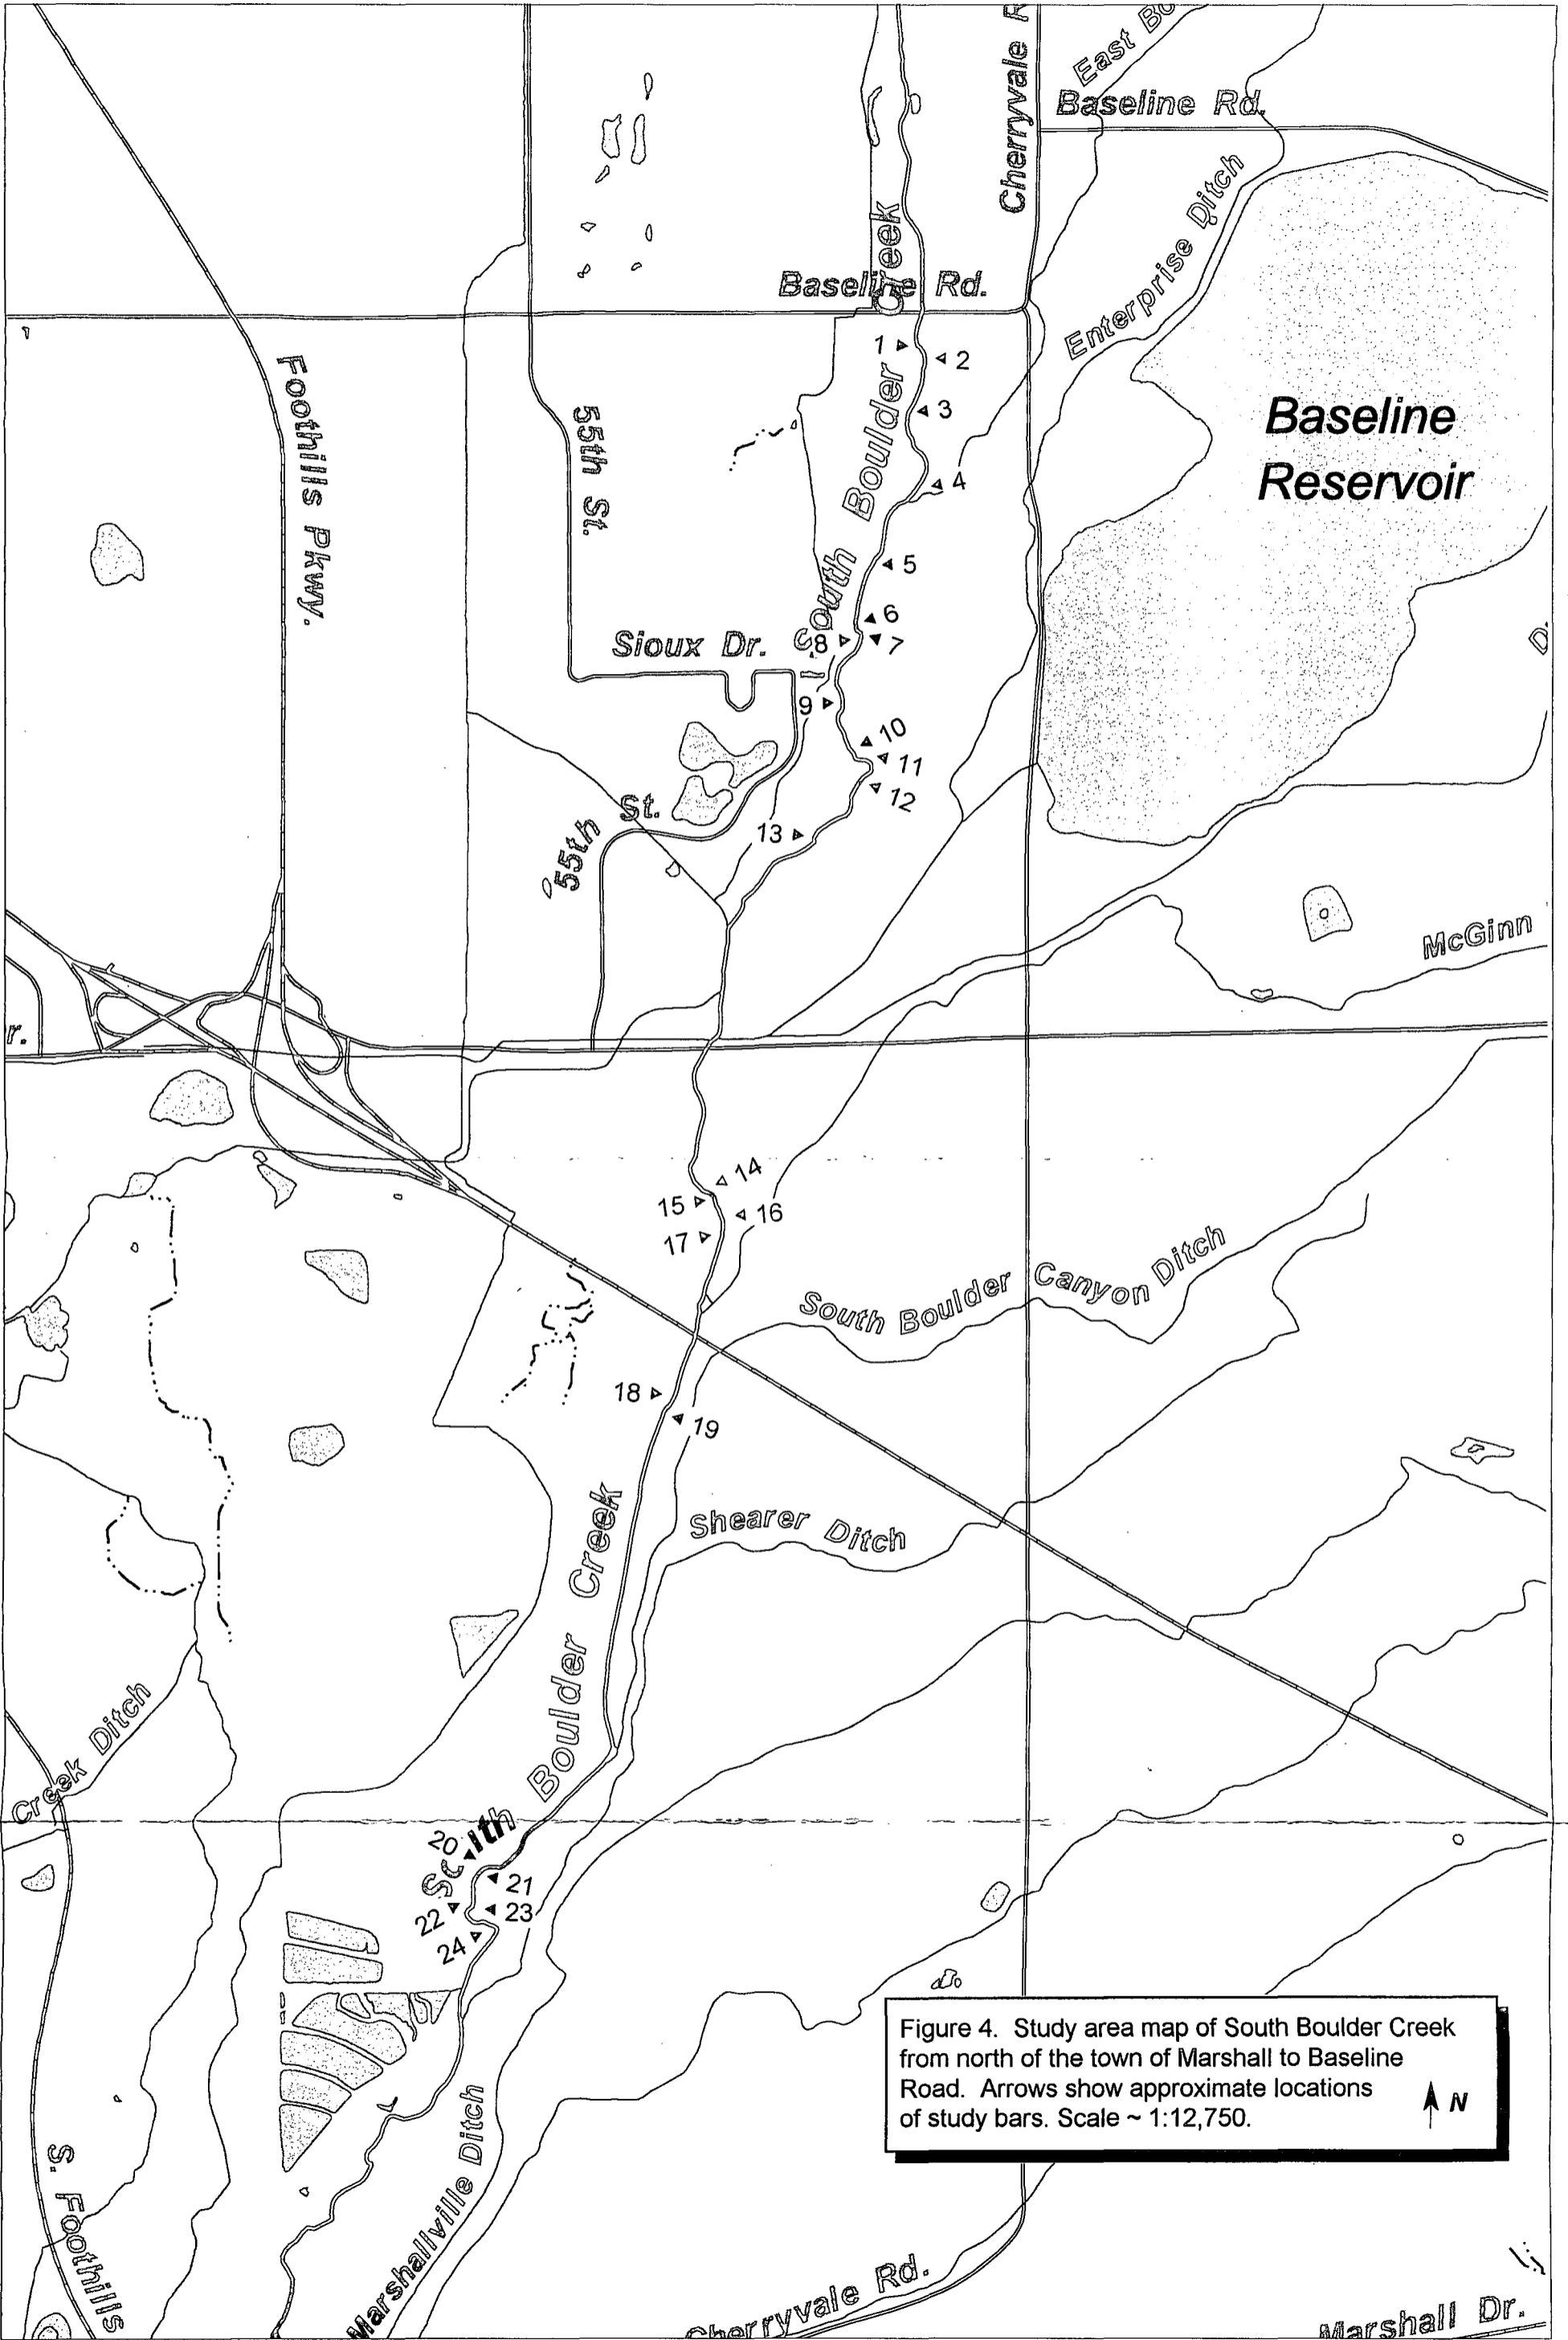 Cherryvale R
East Bo
Baseline Rd.
Creek
Enterprise Ditch
Baseline Rd.
1
2
Foothills Pkwy.
3
Baseline
Reservoir
55th St.
South Boulder
4
5
6
Sioux Dr.
8
7
D.
9
10
11
12
55th St.
13
McGinn
r.
14
15
16
17
South Boulder Canyon Ditch
18
19
Shearer Ditch
South Boulder Creek
Creek Ditch
20
21
22
23
24
Figure 4. Study area map of South Boulder Creek
from north of the town of Marshall to Baseline
Road. Arrows show approximate locations
of study bars. Scale ~ 1:12,750.
N
S. Foothills
Marshallville Ditch
Cherryvale Rd.
Marshall Dr.